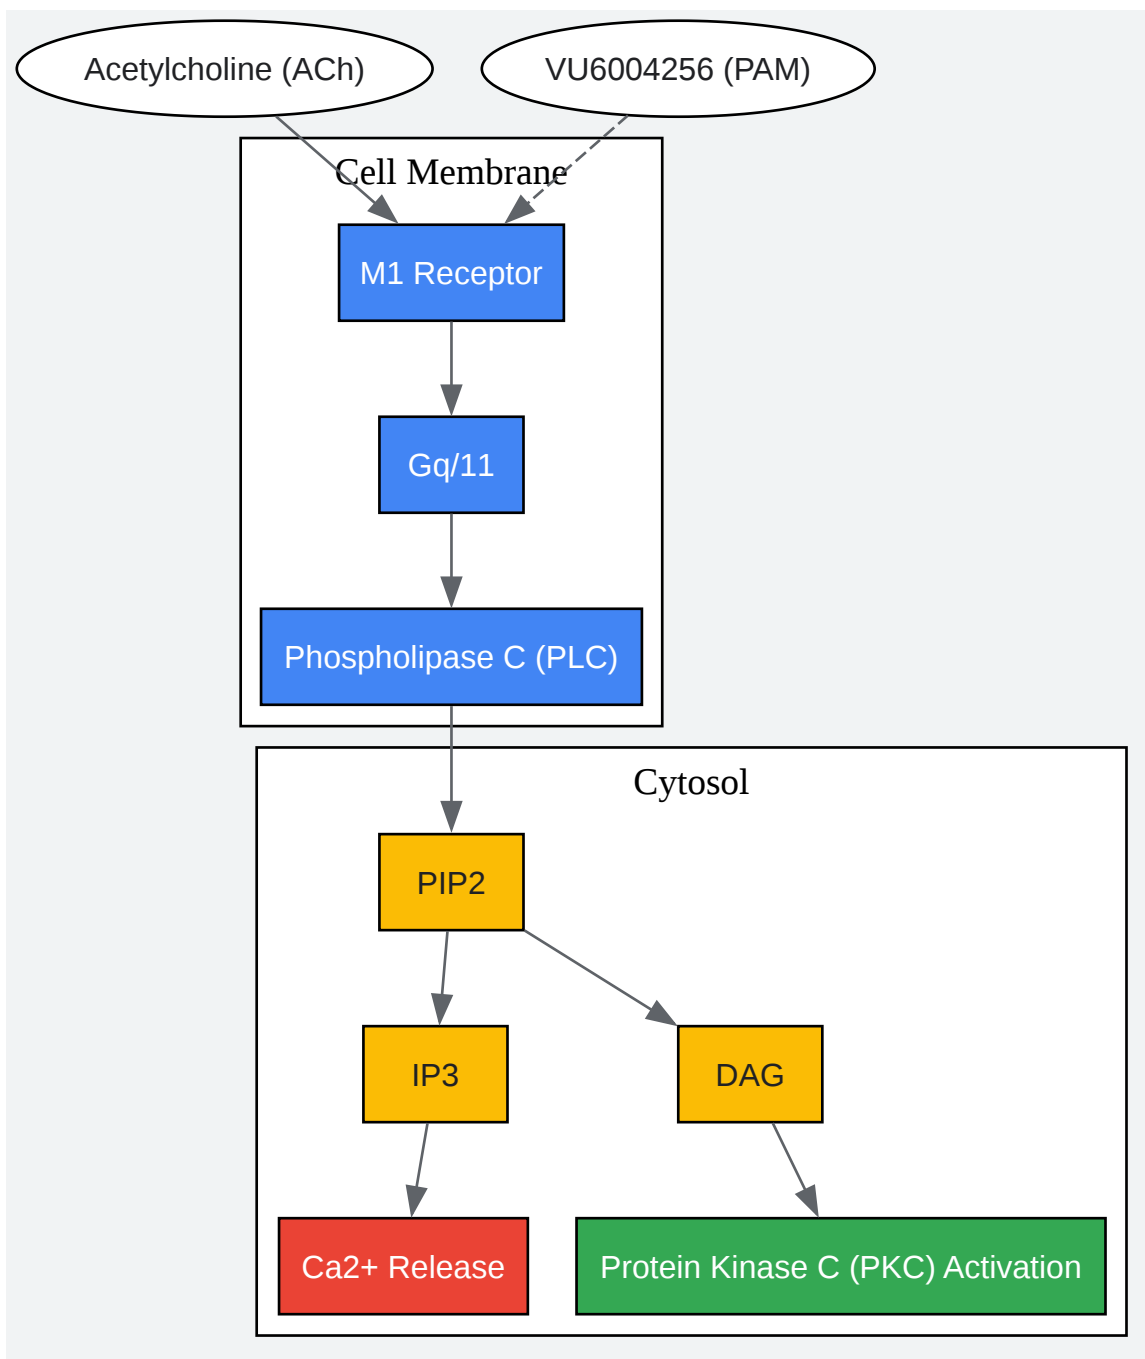 Acetylcholine (ACh)
VU6004256 (PAM)
Cell Membrane
M1 Receptor
Gq/11
Phospholipase C (PLC)
Cytosol
PIP2
IP3
DAG
Ca2+ Release
Protein Kinase C (PKC) Activation